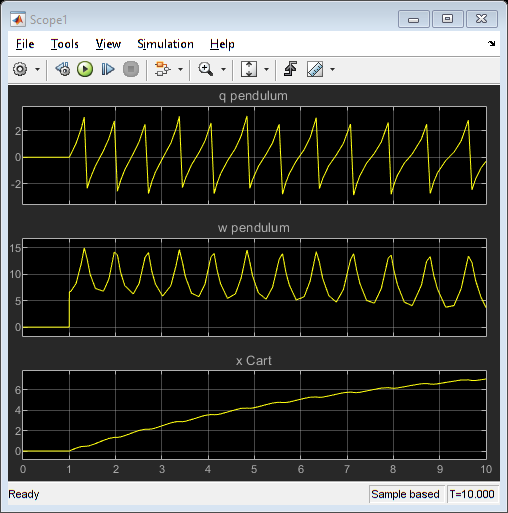 Scope1
File Tools View Simulation Help
q pendulum
2
0
-2
w pendulum
15
10
5
0
x Cart
6
4
2
0
0 1 2 3 4 5 6 7 8 9 10
Ready Sample based T=10.000